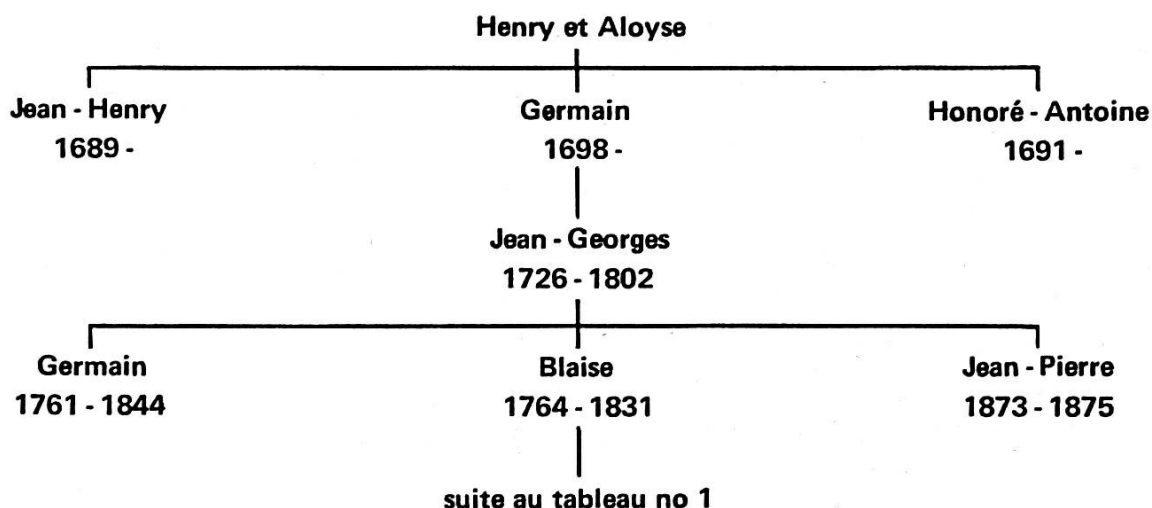 Henry et Aloyse
Jean - Henry Germain Honoré - Antoine
1689 - 1698 - 1691 -
Jean - Georges
1726 - 1802
Germain Blaise Jean - Pierre
1761 - 1844 1764 - 1831 1873 - 1875
suite au tableau no 1